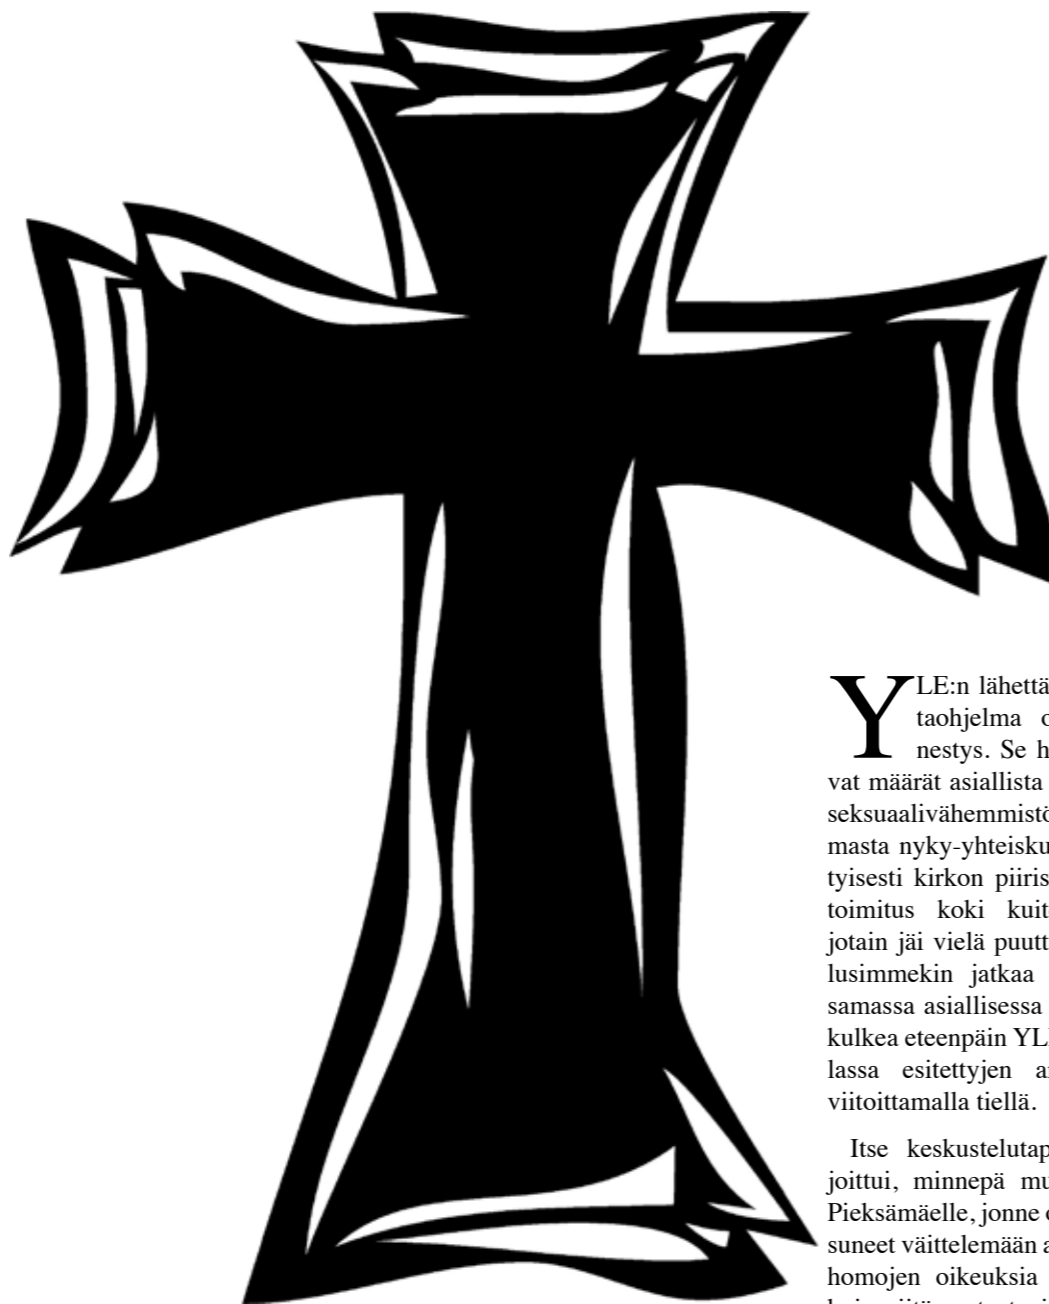 YLE:n lähettä
taohjelma o
nestys. Se h
vat määrät asiallista
seksuaalivähemmistö
masta nyky-yhteisku
tyisesti kirkon piiris
toimitus koki kuit
jotain jäi vielä puutt
lusimmekin jatkaa
samassa asiallisessa
kulkea eteenpäin YL
lassa esitettyjen a
viitoittamalla tiellä.
Itse keskustelutap
joittui, minnepä mu
Pieksämäelle, jonne o
suneet väittelemään a
homojen oikeuksia